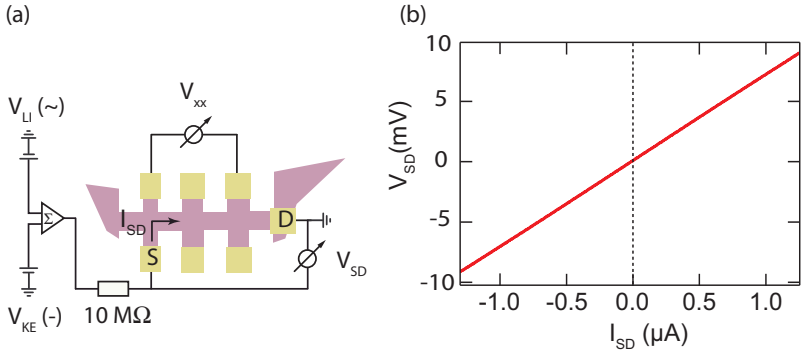 (a)
V_LI (~)
V_xx
Σ
I_SD
S
D
V_SD
V_KE (-)
10 MΩ
(b)
V_SD (mV)
10
5
0
-5
-10
-1.0 -0.5 0.0 0.5 1.0
I_SD (μA)